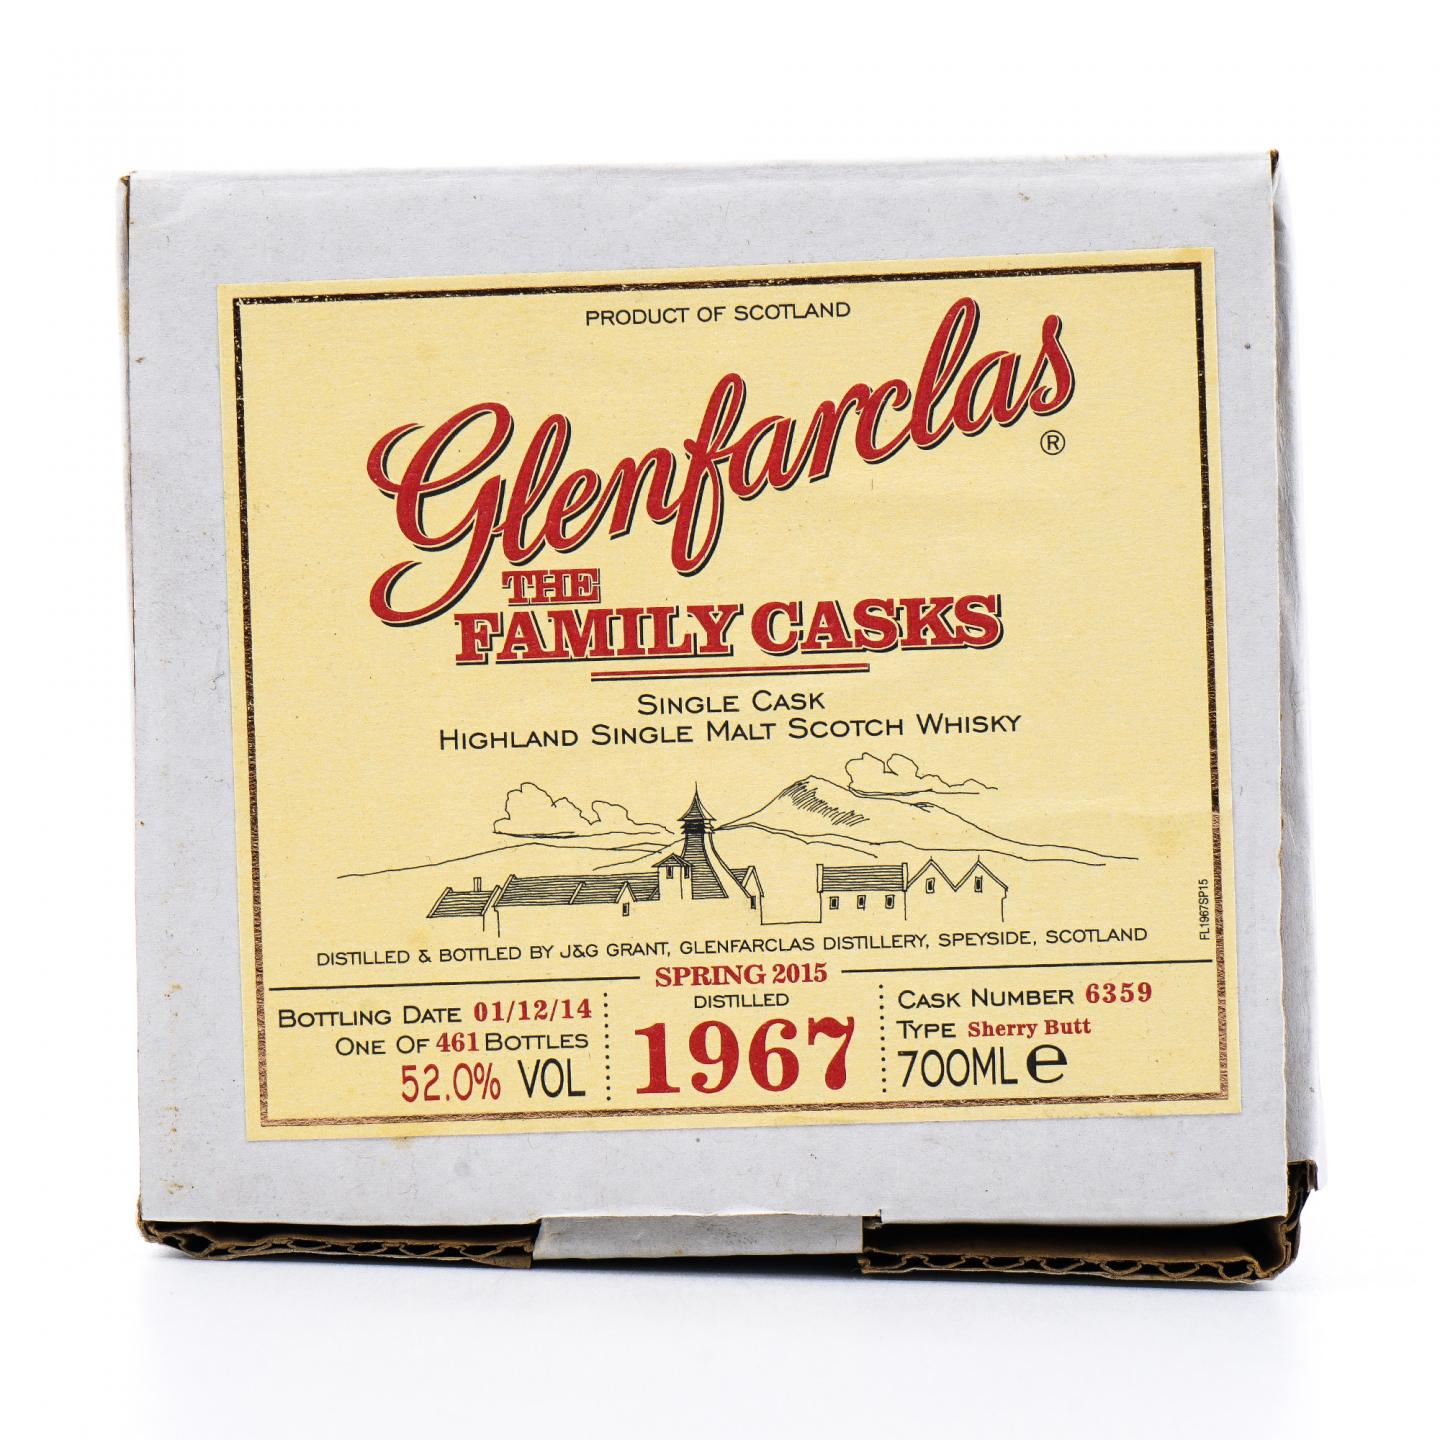 PRODUCT OF SCOTLAND
Glenfarclas ®
THE
FAMILY CASKS
SINGLE CASK
HIGHLAND SINGLE MALT SCOTCH WHISKY
FL1967SP15
DISTILLED & BOTTLED BY J&G GRANT, GLENFARCLAS DISTILLERY, SPEYSIDE, SCOTLAND
SPRING 2015
BOTTLING DATE 01/12/14
ONE OF 461 BOTTLES
52.0% VOL
DISTILLED
1967
CASK NUMBER 6359
TYPE Sherry Butt
700ML e